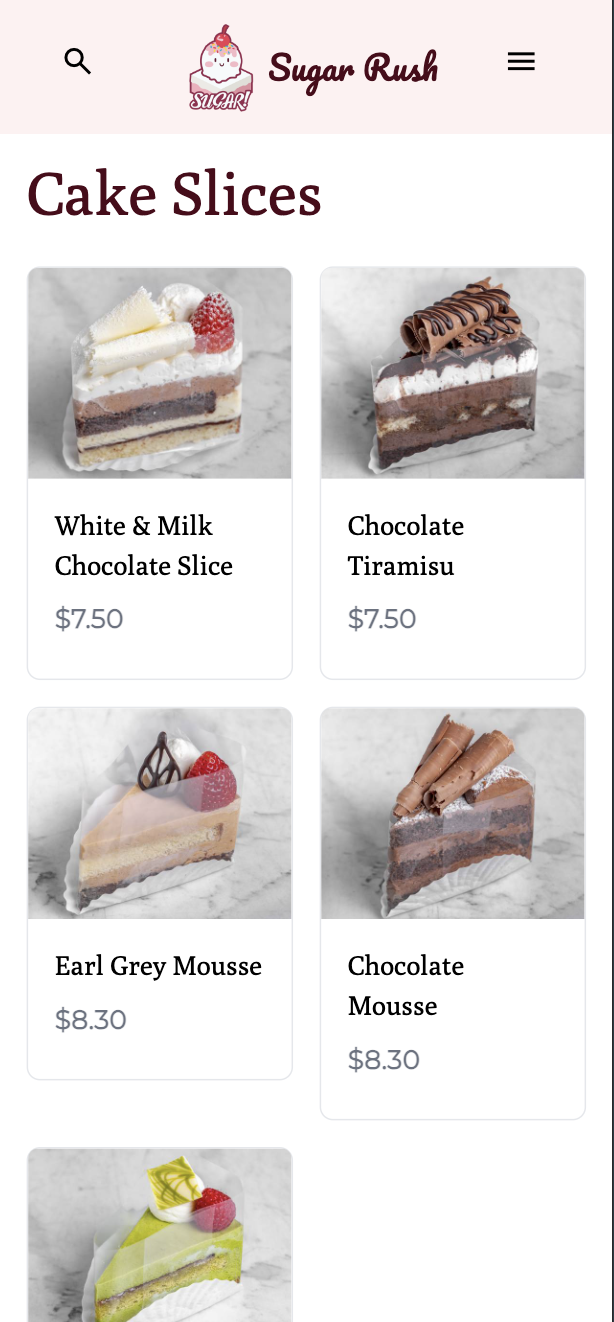 SUGAR!
Sugar Rush
Cake Slices
White & Milk
Chocolate Slice
$7.50
Chocolate
Tiramisu
$7.50
Earl Grey Mousse
$8.30
Chocolate
Mousse
$8.30